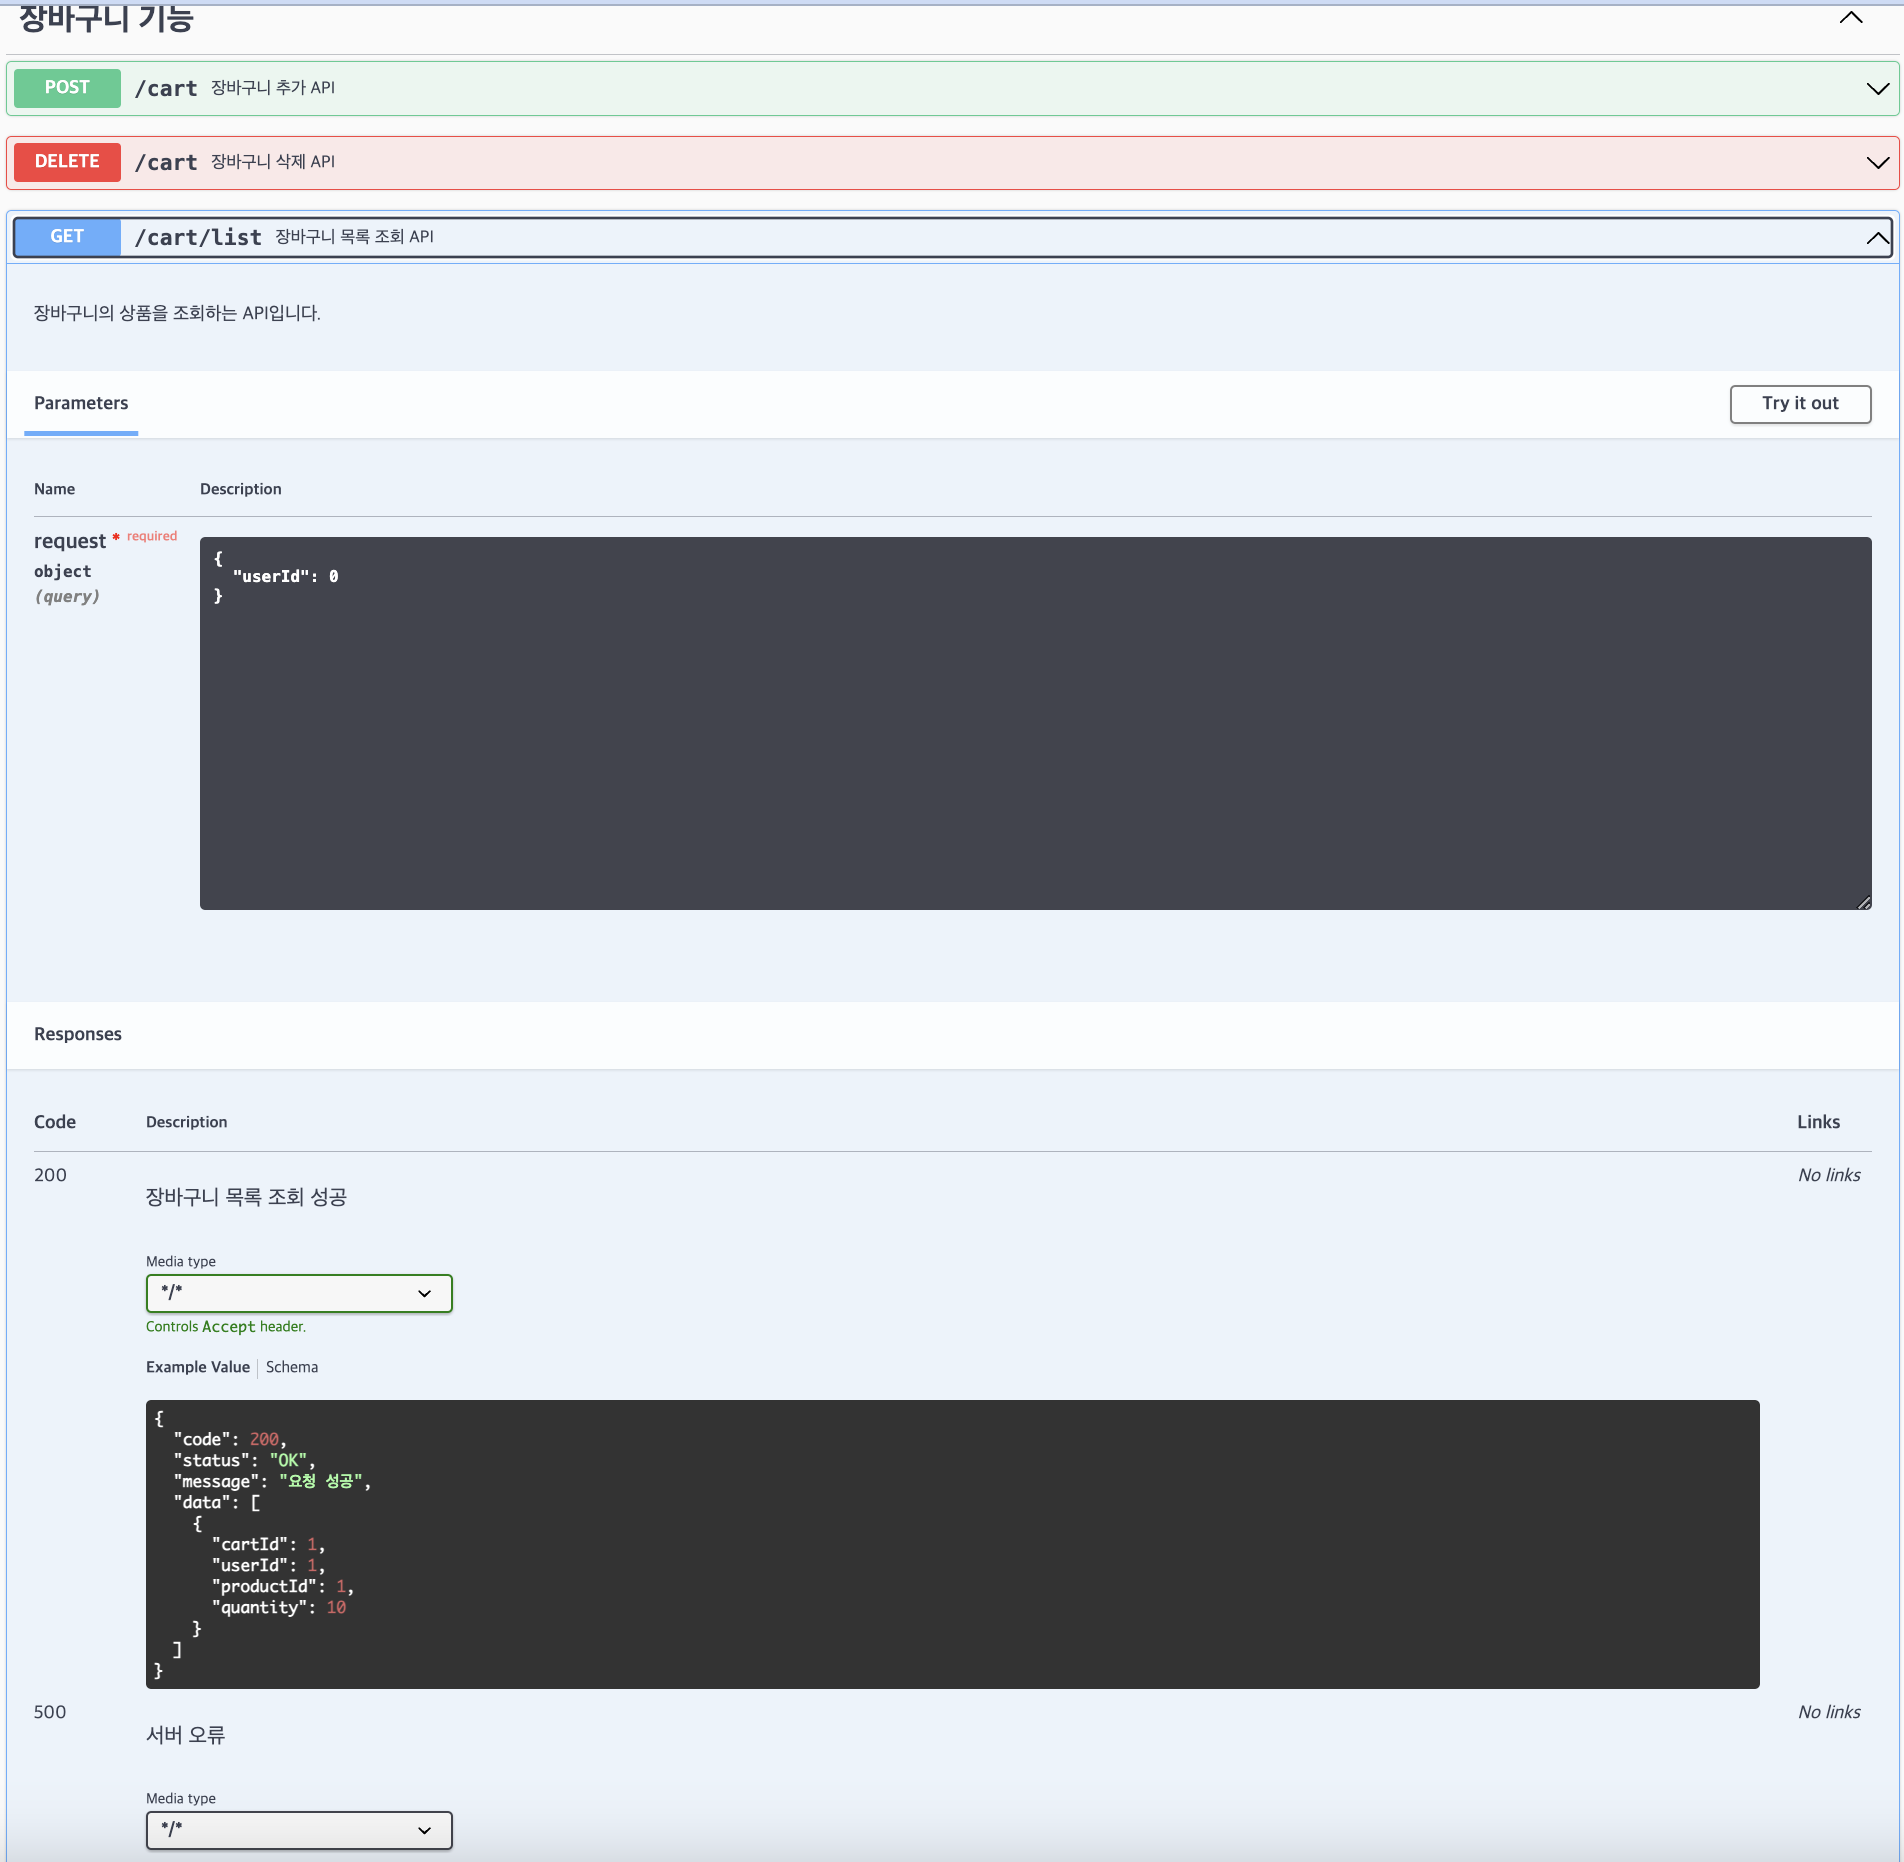 장바구니 기능
POST /cart 장바구니 추가 API
DELETE /cart 장바구니 삭제 API
GET /cart/list 장바구니 목록 조회 API
장바구니의 상품을 조회하는 API입니다.
Parameters
Try it out
Name Description
request * required
object
(query)
{
  "userId": 0
}
Responses
Code Description Links
200
장바구니 목록 조회 성공
No links
Media type
*/*
Controls Accept header.
Example Value Schema
{
  "code": 200,
  "status": "OK",
  "message": "요청 성공",
  "data": [
    {
      "cartId": 1,
      "userId": 1,
      "productId": 1,
      "quantity": 10
    }
  ]
}
500
서버 오류
No links
Media type
*/*